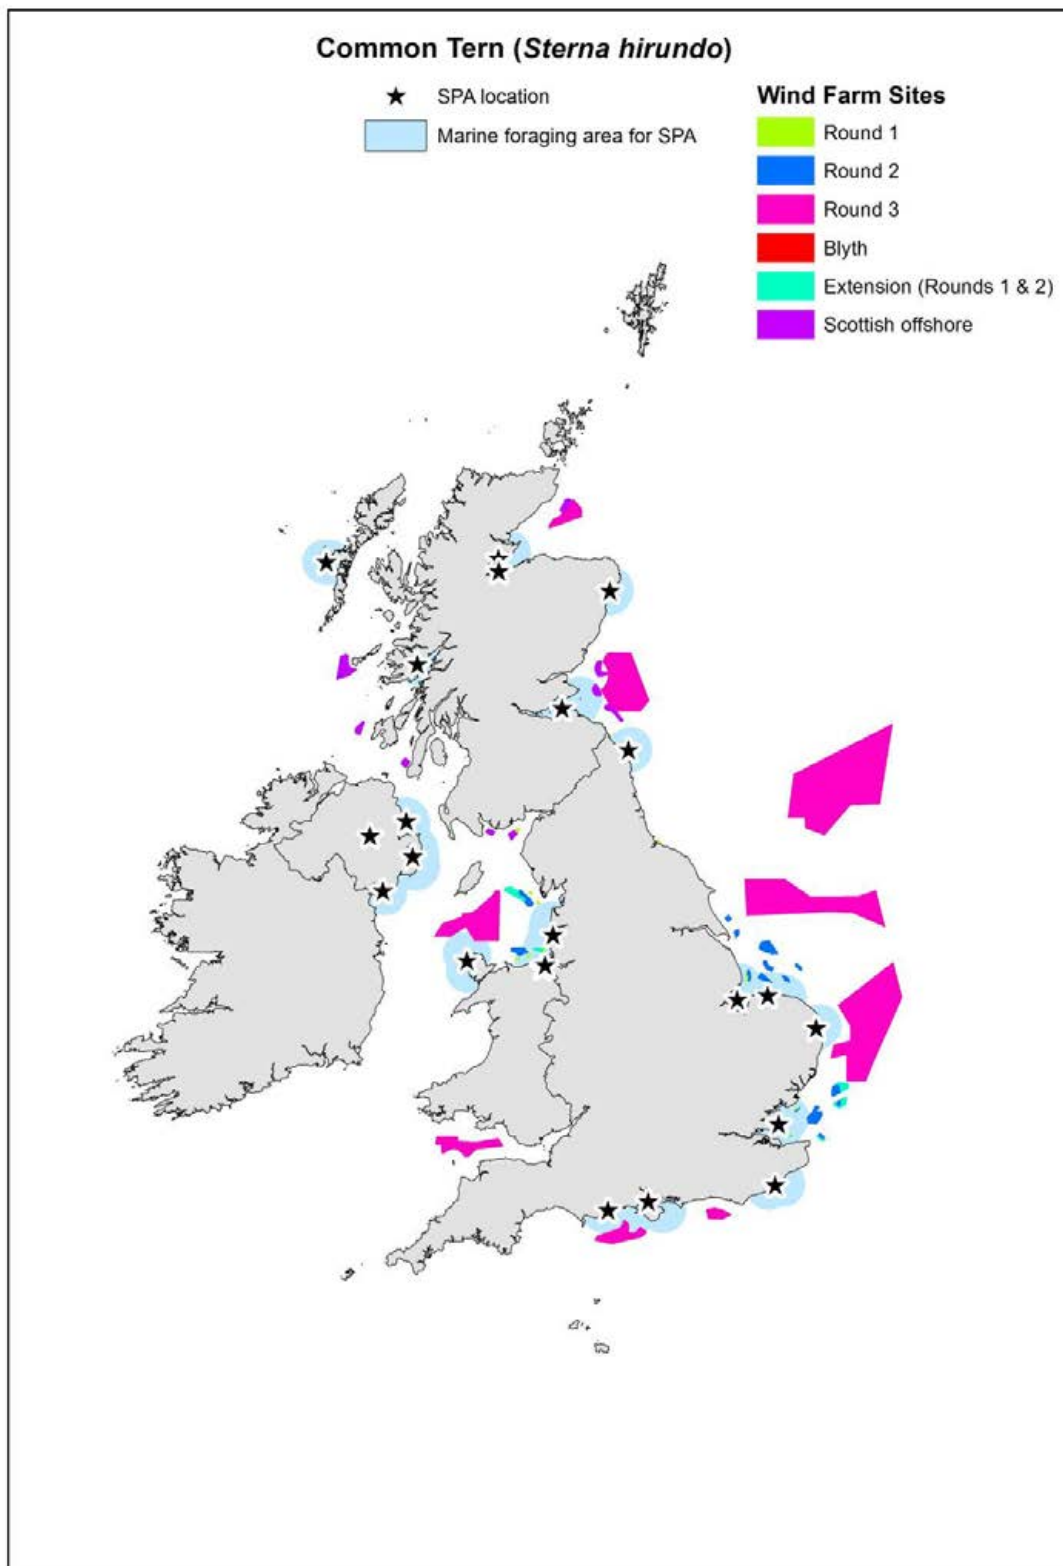 Common Tern (Sterna hirundo)
SPA location
Marine foraging area for SPA
Wind Farm Sites
Round 1
Round 2
Round 3
Blyth
Extension (Rounds 1 & 2)
Scottish offshore